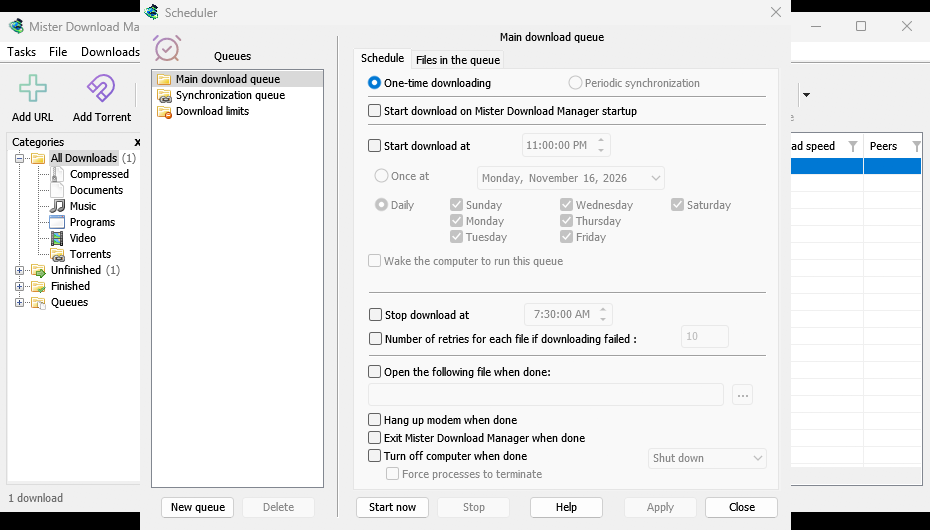 Mister Download Ma
Tasks File Downloads
Add URL Add Torrent
Categories x
All Downloads (1)
Compressed
Documents
Music
Programs
Video
Torrents
Unfinished (1)
Finished
Queues
1 download
Scheduler
Queues
Main download queue
Synchronization queue
Download limits
New queue Delete
Main download queue
Schedule Files in the queue
One-time downloading Periodic synchronization
Start download on Mister Download Manager startup
Start download at 11:00:00 PM
Once at Monday, November 16, 2026
Daily Sunday Wednesday Saturday
Monday Thursday
Tuesday Friday
Wake the computer to run this queue
Stop download at 7:30:00 AM
Number of retries for each file if downloading failed : 10
Open the following file when done:
...
Hang up modem when done
Exit Mister Download Manager when done
Turn off computer when done Shut down
Force processes to terminate
Start now Stop Help Apply Close
ad speed Peers